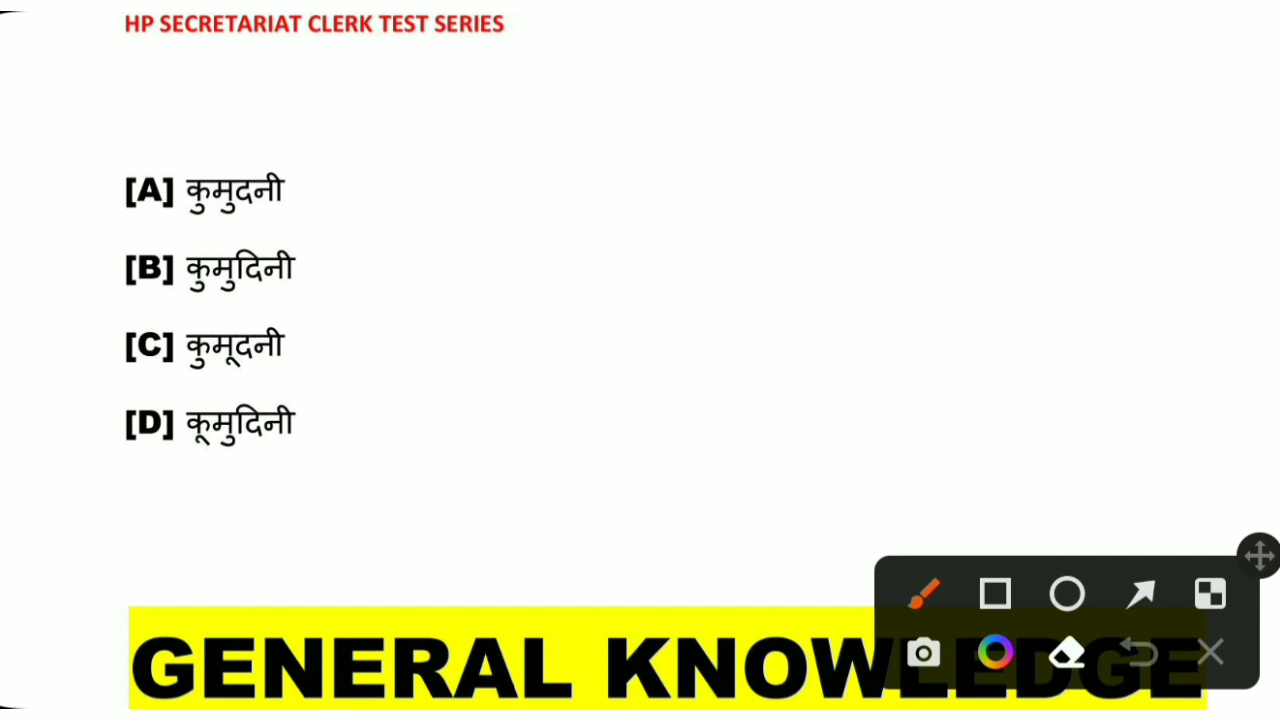 HP SECRETARIAT CLERK TEST SERIES
[A] कुमुदनी
[B] कुमुदिनी
[C] कुमूदनी
[D] कूमुदिनी
GENERAL KNOWLEDGE